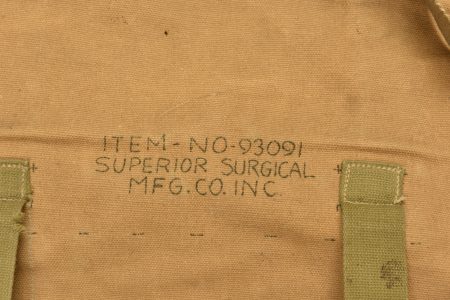 ITEM-NO-93091
SUPERIOR SURGICAL
MFG.CO.INC.